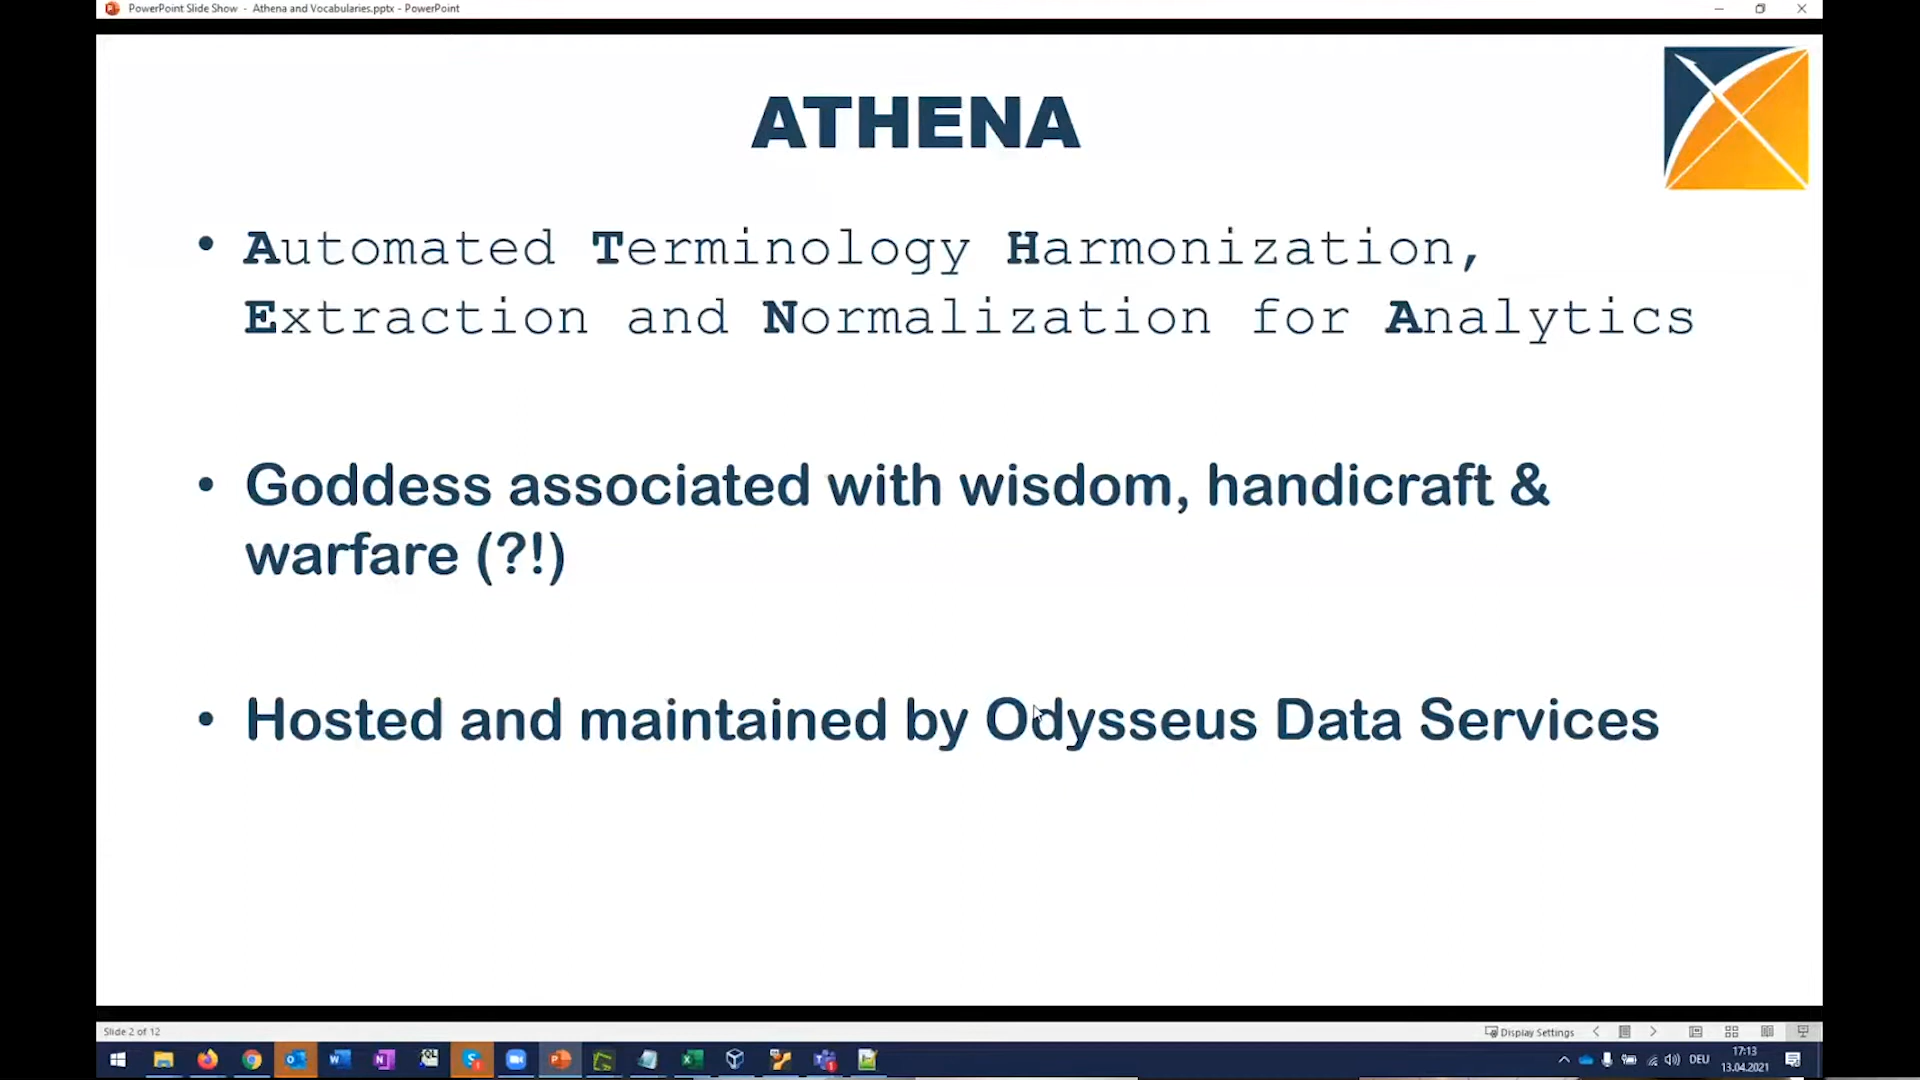 PowerPoint Slide Show - Athena and Vocabularies.pptx - PowerPoint
ATHENA
• Automated Terminology Harmonization,
Extraction and Normalization for Analytics
• Goddess associated with wisdom, handicraft &
warfare (?!)
• Hosted and maintained by Odysseus Data Services
Slide 2 of 12
Display Settings
DEU
17:13
13.04.2021